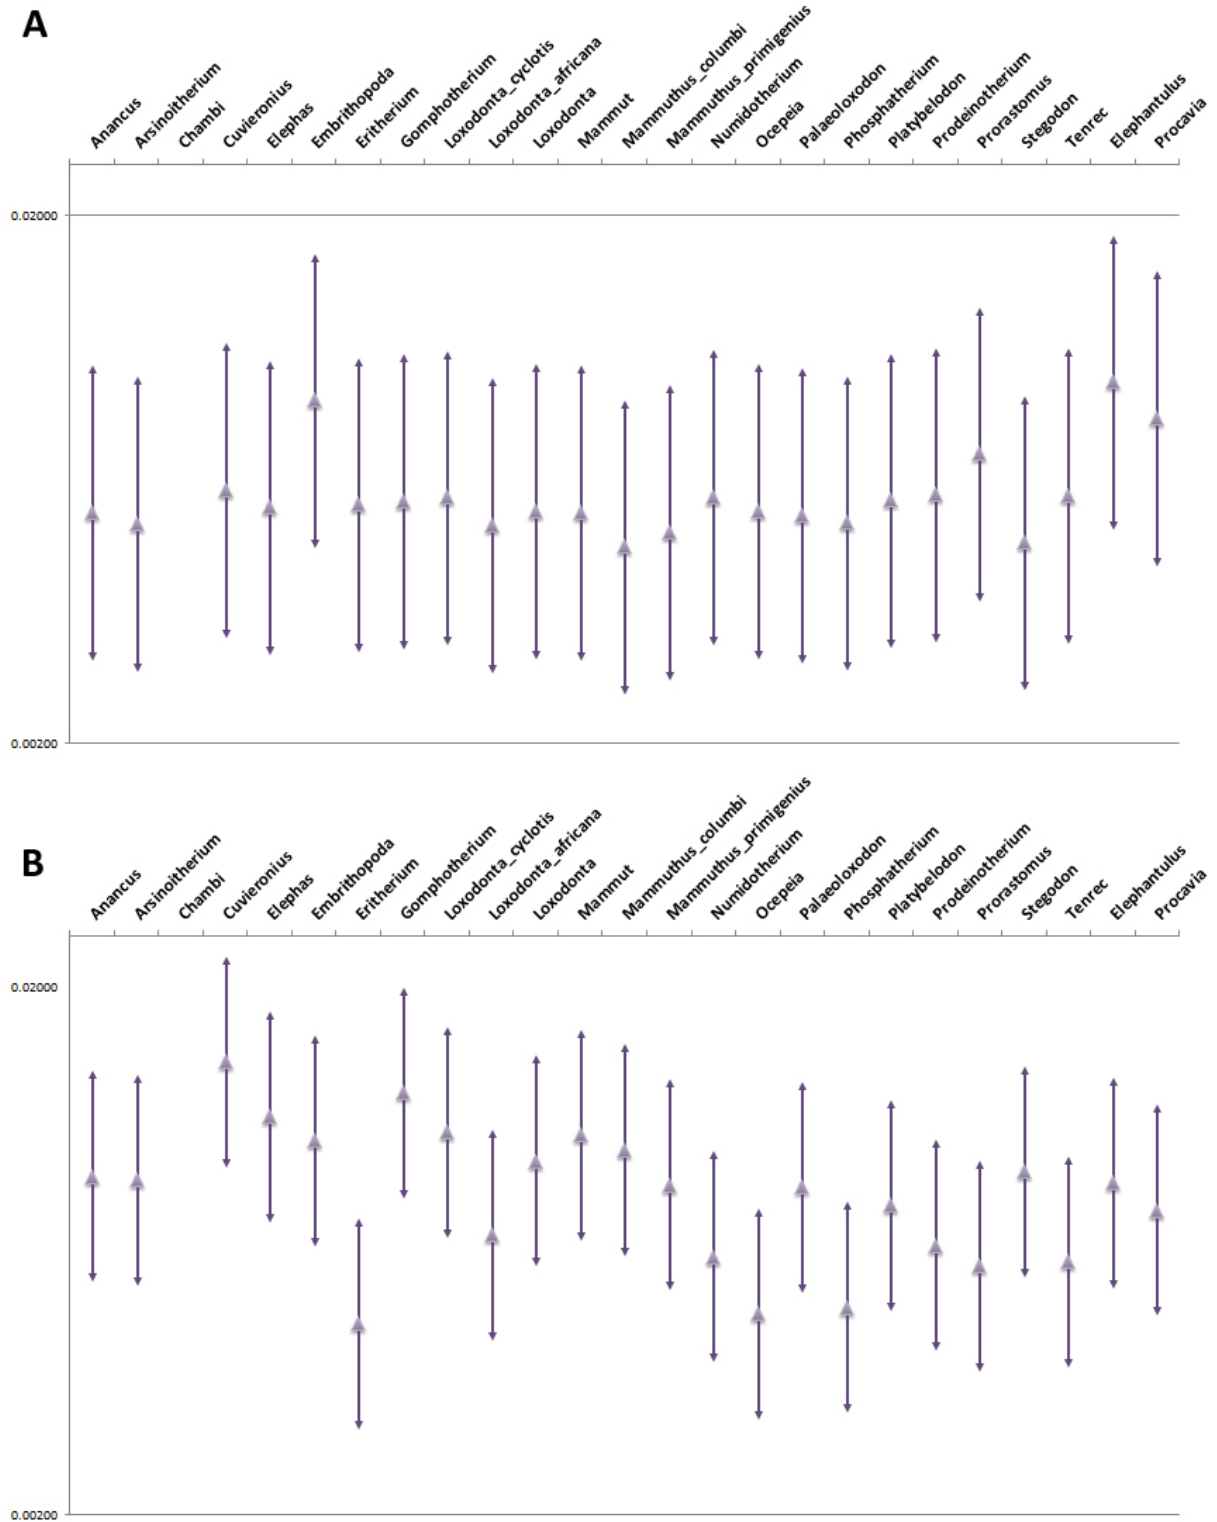 A
Anancus
Arsinoitherium
Chambi
Cuvieronius
Elephas
Embrithopoda
Eritherium
Gomphotherium
Loxodonta_cyclotis
Loxodonta_africana
Loxodonta
Mammut
Mammuthus_columbi
Mammuthus_primigenius
Numidotherium
Ocepeia
Palaeoloxodon
Phosphatherium
Platybelodon
Prodeinotherium
Prorastomus
Stegodon
Tenrec
Elephantulus
Procavia
0.02000
0.00200
B
Anancus
Arsinoitherium
Chambi
Cuvieronius
Elephas
Embrithopoda
Eritherium
Gomphotherium
Loxodonta_cyclotis
Loxodonta_africana
Loxodonta
Mammut
Mammuthus_columbi
Mammuthus_primigenius
Numidotherium
Ocepeia
Palaeoloxodon
Phosphatherium
Platybelodon
Prodeinotherium
Prorastomus
Stegodon
Tenrec
Elephantulus
Procavia
0.02000
0.00200